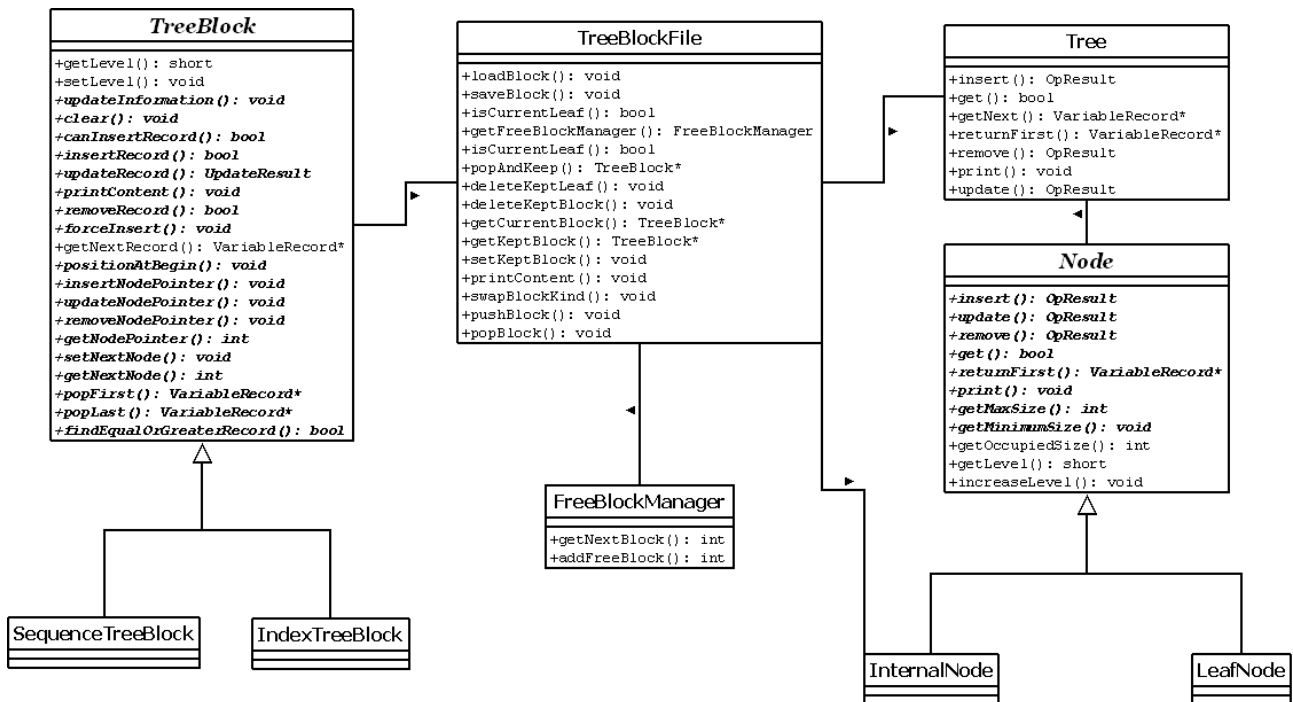 TreeBlock
+getLevel(): short
+setLevel(): void
+updateInformation(): void
+clear(): void
+canInsertRecord(): bool
+insertRecord(): bool
+updateRecord(): UpdateResult
+printContent(): void
+removeRecord(): bool
+forceInsert(): void
+getNextRecord(): VariableRecord*
+positionAtBegin(): void
+insertNodePointer(): void
+updateNodePointer(): void
+removeNodePointer(): void
+getNodePointer(): int
+setNextNode(): void
+getNextNode(): int
+popFirst(): VariableRecord*
+popLast(): VariableRecord*
+findEqualOrGreaterRecord(): bool
TreeBlockFile
+loadBlock(): void
+saveBlock(): void
+isCurrentLeaf(): bool
+getFreeBlockManager(): FreeBlockManager
+isCurrentLeaf(): bool
+popAndKeep(): TreeBlock*
+deleteKeptLeaf(): void
+deleteKeptBlock(): void
+getCurrentBlock(): TreeBlock*
+getKeptBlock(): TreeBlock*
+setKeptBlock(): void
+printContent(): void
+swapBlockKind(): void
+pushBlock(): void
+popBlock(): void
Tree
+insert(): OpResult
+get(): bool
+getNext(): VariableRecord*
+returnFirst(): VariableRecord*
+remove(): OpResult
+print(): void
+update(): OpResult
Node
+insert(): OpResult
+update(): OpResult
+remove(): OpResult
+get(): bool
+returnFirst(): VariableRecord*
+print(): void
+getMaxSize(): int
+getMinimumSize(): void
+getOccupiedSize(): int
+getLevel(): short
+increaseLevel(): void
FreeBlockManager
+getNextBlock(): int
+addFreeBlock(): int
SequenceTreeBlock
IndexTreeBlock
InternalNode
LeafNode